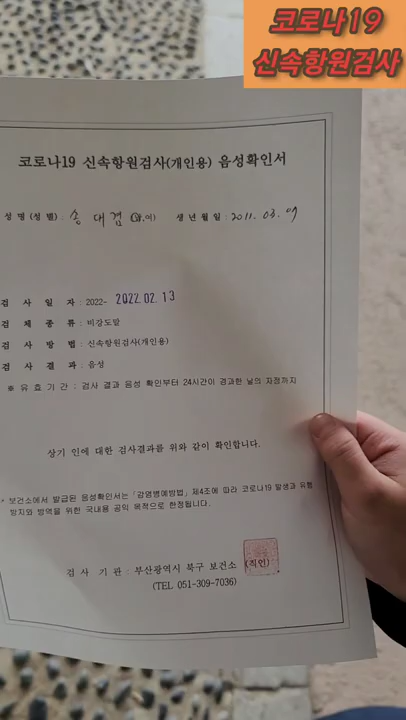 코로나19
신속항원검사
코로나19 신속항원검사(개인용) 음성확인서
성 명 (성 별) : 송 대 겸 (남,여) 생 년 월 일 : 2011. 03. 07
검 사 일 자 : 2022- 2022.02.13
검 체 종 류 : 비강도말
검 사 방 법 : 신속항원검사(개인용)
검 사 결 과 : 음성
※ 유 효 기 간 : 검사 결과 음성 확인부터 24시간이 경과한 날의 자정까지
상기 인에 대한 검사결과를 위와 같이 확인합니다.
* 보건소에서 발급된 음성확인서는 「감염병예방법」 제4조에 따라 코로나19 발생과 유행
방지와 방역을 위한 국내용 공익 목적으로 한정됩니다.
검 사 기 관 : 부산광역시 북구 보건소 (직인)
(TEL 051-309-7036)